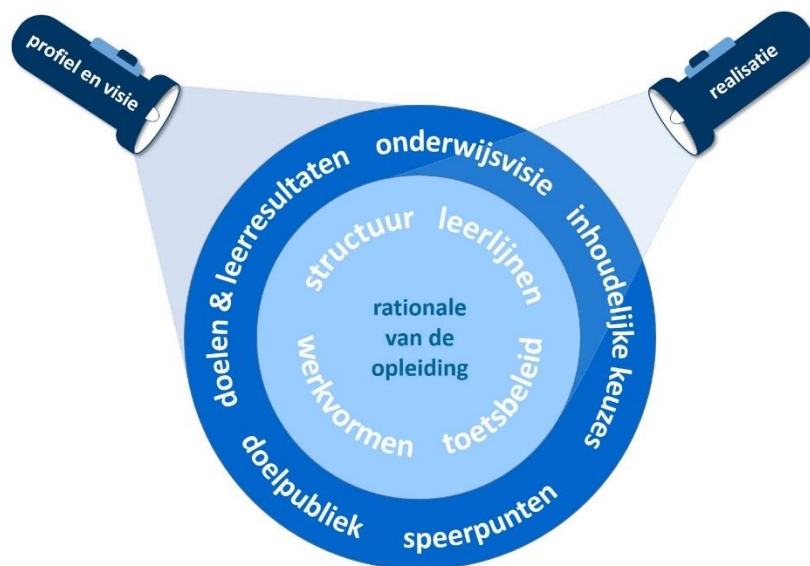 profiel en visie
realisatie
doelen & leerresultaten
onderwijsvisie
inhoudelijke keuzes
speerpunten
doelpubliek
structuur
leerlijnen
toetsbeleid
werkvormen
rationale
van de
opleiding